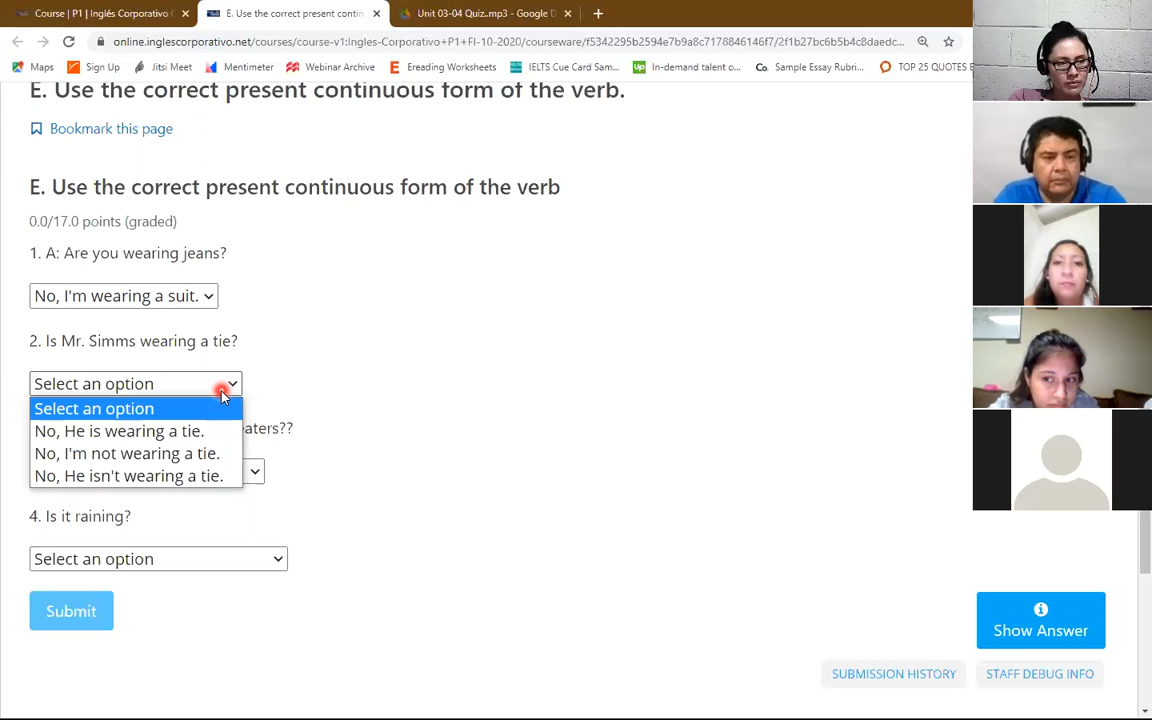 Course | P1 | Inglés Corporativo
E. Use the correct present contin
Unit 03-04 Quiz..mp3 - Google D
online.inglescorporativo.net/courses/course-v1:Ingles-Corporativo+P1+FI-10-2020/courseware/f5342295b2594e7b9a8c7178846146f7/2f1b27bc6b5b4c8daedc...
Maps Sign Up Jitsi Meet Mentimeter Webinar Archive Ereading Worksheets IELTS Cue Card Sam... In-demand talent o... Sample Essay Rubri... TOP 25 QUOTES
E. Use the correct present continuous form of the verb.
Bookmark this page
E. Use the correct present continuous form of the verb
0.0/17.0 points (graded)
1. A: Are you wearing jeans?
No, I'm wearing a suit.
2. Is Mr. Simms wearing a tie?
Select an option
Select an option
No, He is wearing a tie.
eaters??
No, I'm not wearing a tie.
No, He isn't wearing a tie.
4. Is it raining?
Select an option
Submit
Show Answer
SUBMISSION HISTORY
STAFF DEBUG INFO